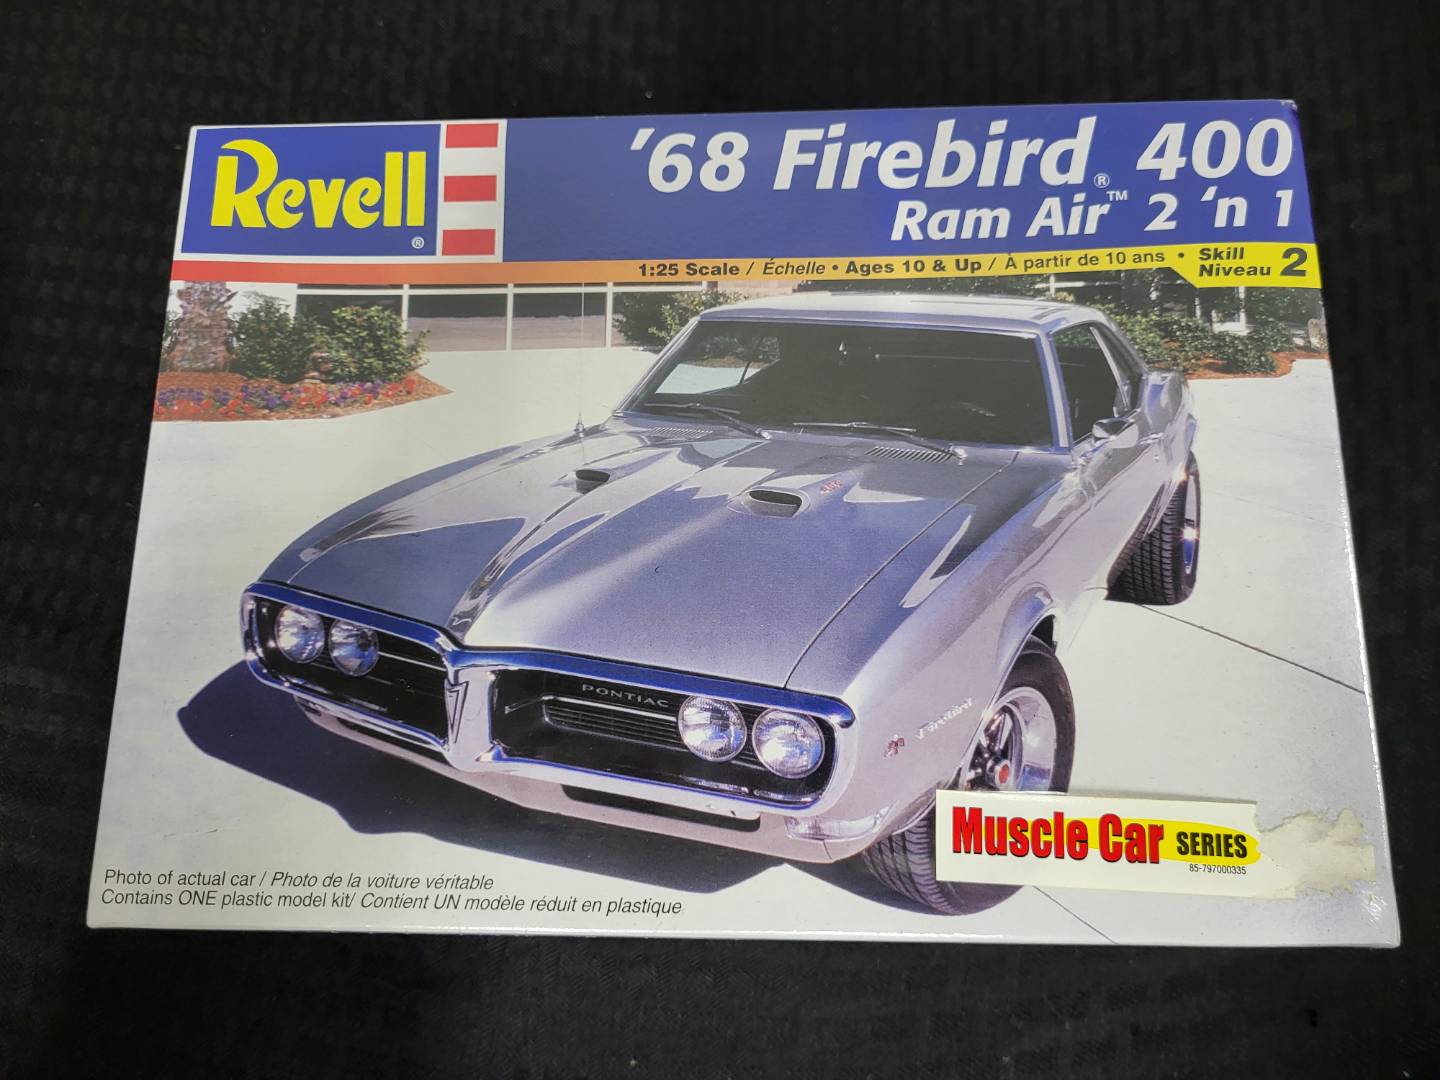 Revell®
'68 Firebird® 400
Ram Air™ 2 'n 1
1:25 Scale / Échelle • Ages 10 & Up / À partir de 10 ans •
Skill
Niveau 2
PONTIAC
Firebird
Muscle Car SERIES
85-797000335
Photo of actual car / Photo de la voiture véritable
Contains ONE plastic model kit/ Contient UN modèle réduit en plastique